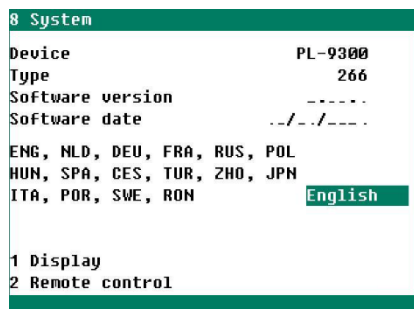 8 System
Device PL-9300
Type 266
Software version _._._._.
Software date ._/._/___.
ENG, NLD, DEU, FRA, RUS, POL
HUN, SPA, CES, TUR, ZHO, JPN
ITA, POR, SWE, RON English
1 Display
2 Remote control